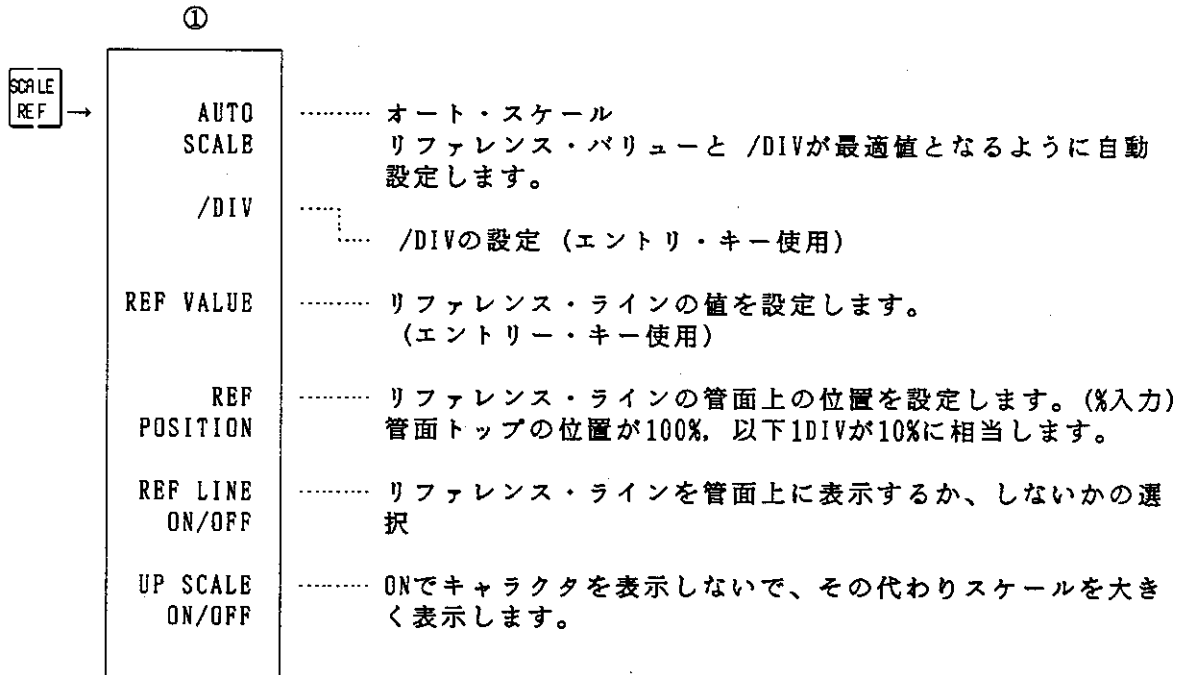 ①
SCALE
REF → AUTO ……… オート・スケール
SCALE リファレンス・バリューと /DIVが最適値となるように自動
設定します。
/DIV ……
…… /DIVの設定 (エントリ・キー使用)
REF VALUE ……… リファレンス・ラインの値を設定します。
(エントリー・キー使用)
REF ……… リファレンス・ラインの管面上の位置を設定します。(%入力)
POSITION 管面トップの位置が100%, 以下1DIVが10%に相当します。
REF LINE ……… リファレンス・ラインを管面上に表示するか、しないかの選
ON/OFF 択
UP SCALE ……… ONでキャラクタを表示しないで、その代わりスケールを大き
ON/OFF く表示します。